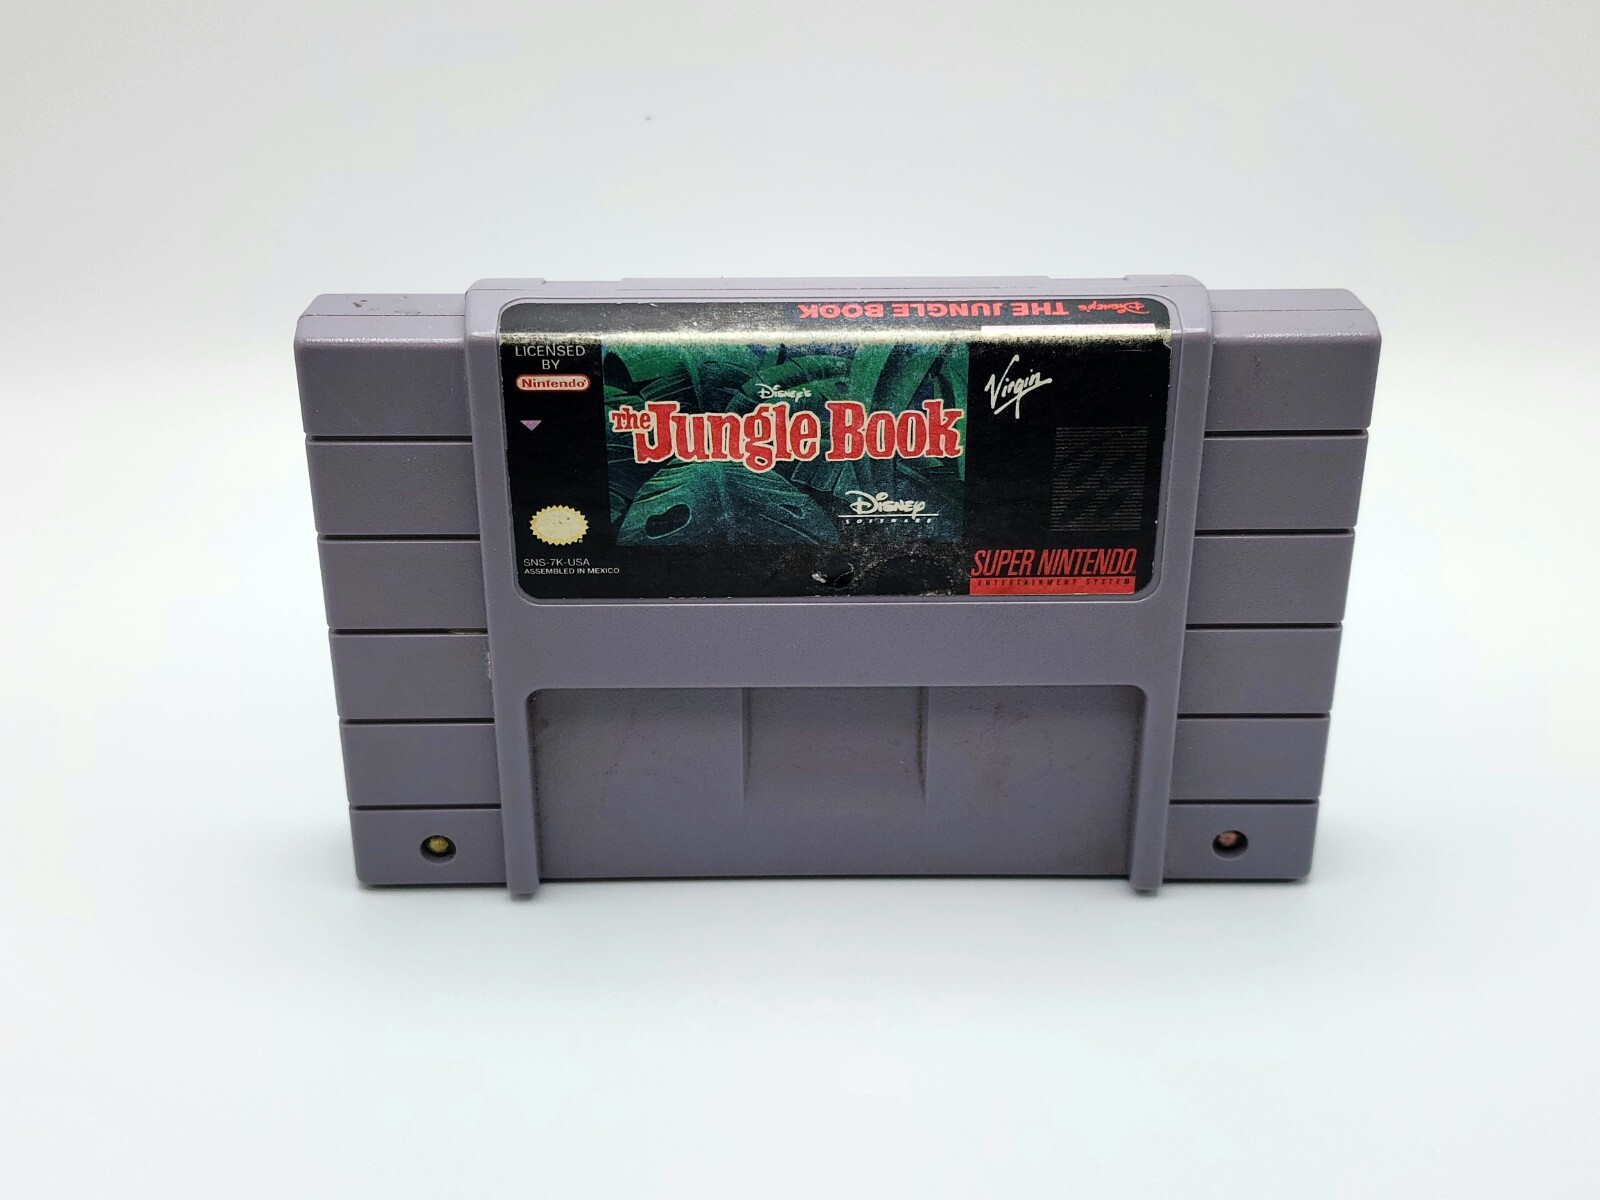 Disney's THE JUNGLE BOOK
LICENSED
BY
Nintendo
Disney's
The Jungle Book
Virgin
Disney
SOFTWARE
SNS-7K-USA
ASSEMBLED IN MEXICO
SUPER NINTENDO
ENTERTAINMENT SYSTEM